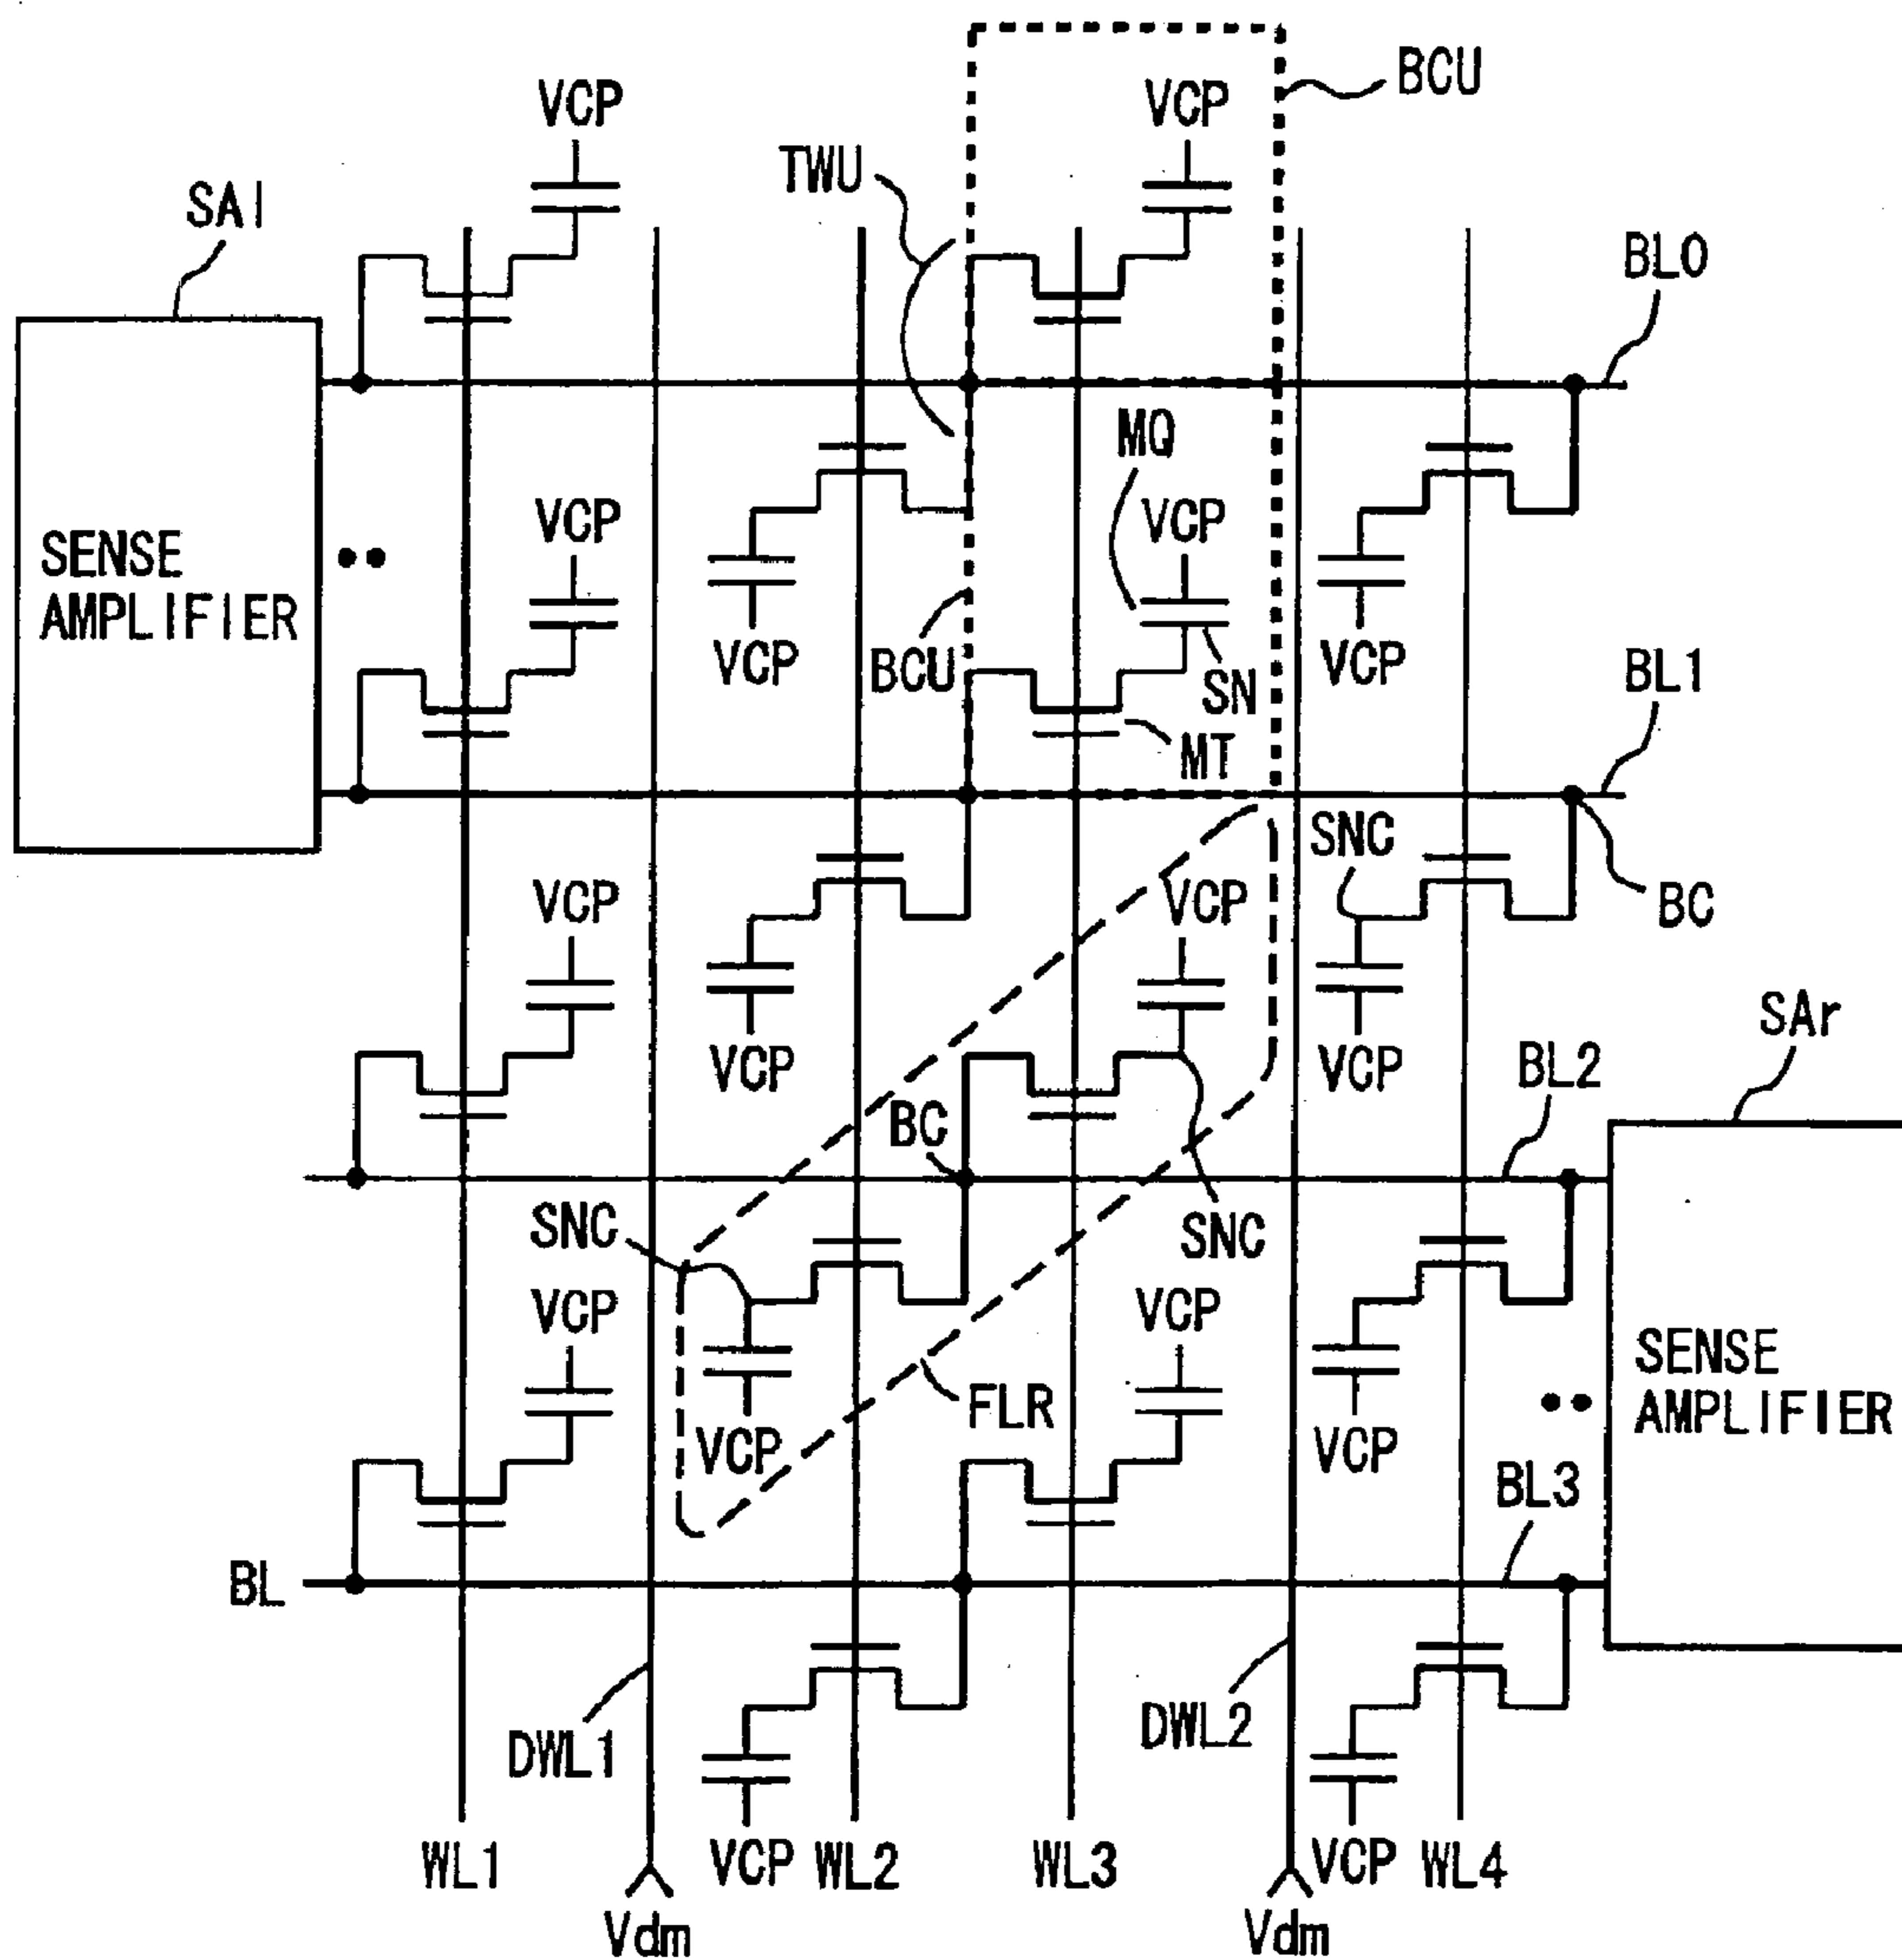 BCU
VCP
VCP
TWU
SAl
BL0
MQ
VCP
VCP
SENSE
AMPLIFIER
VCP
BCU
SN
VCP
BL1
MT
SNC
VCP
VCP
BC
SAr
VCP
VCP
BL2
BC
SNC
SNC
VCP
VCP
SENSE
AMPLIFIER
FLR
VCP
VCP
BL3
BL
DWL1
DWL2
WL1
VCP
WL2
WL3
VCP
WL4
Vdm
Vdm